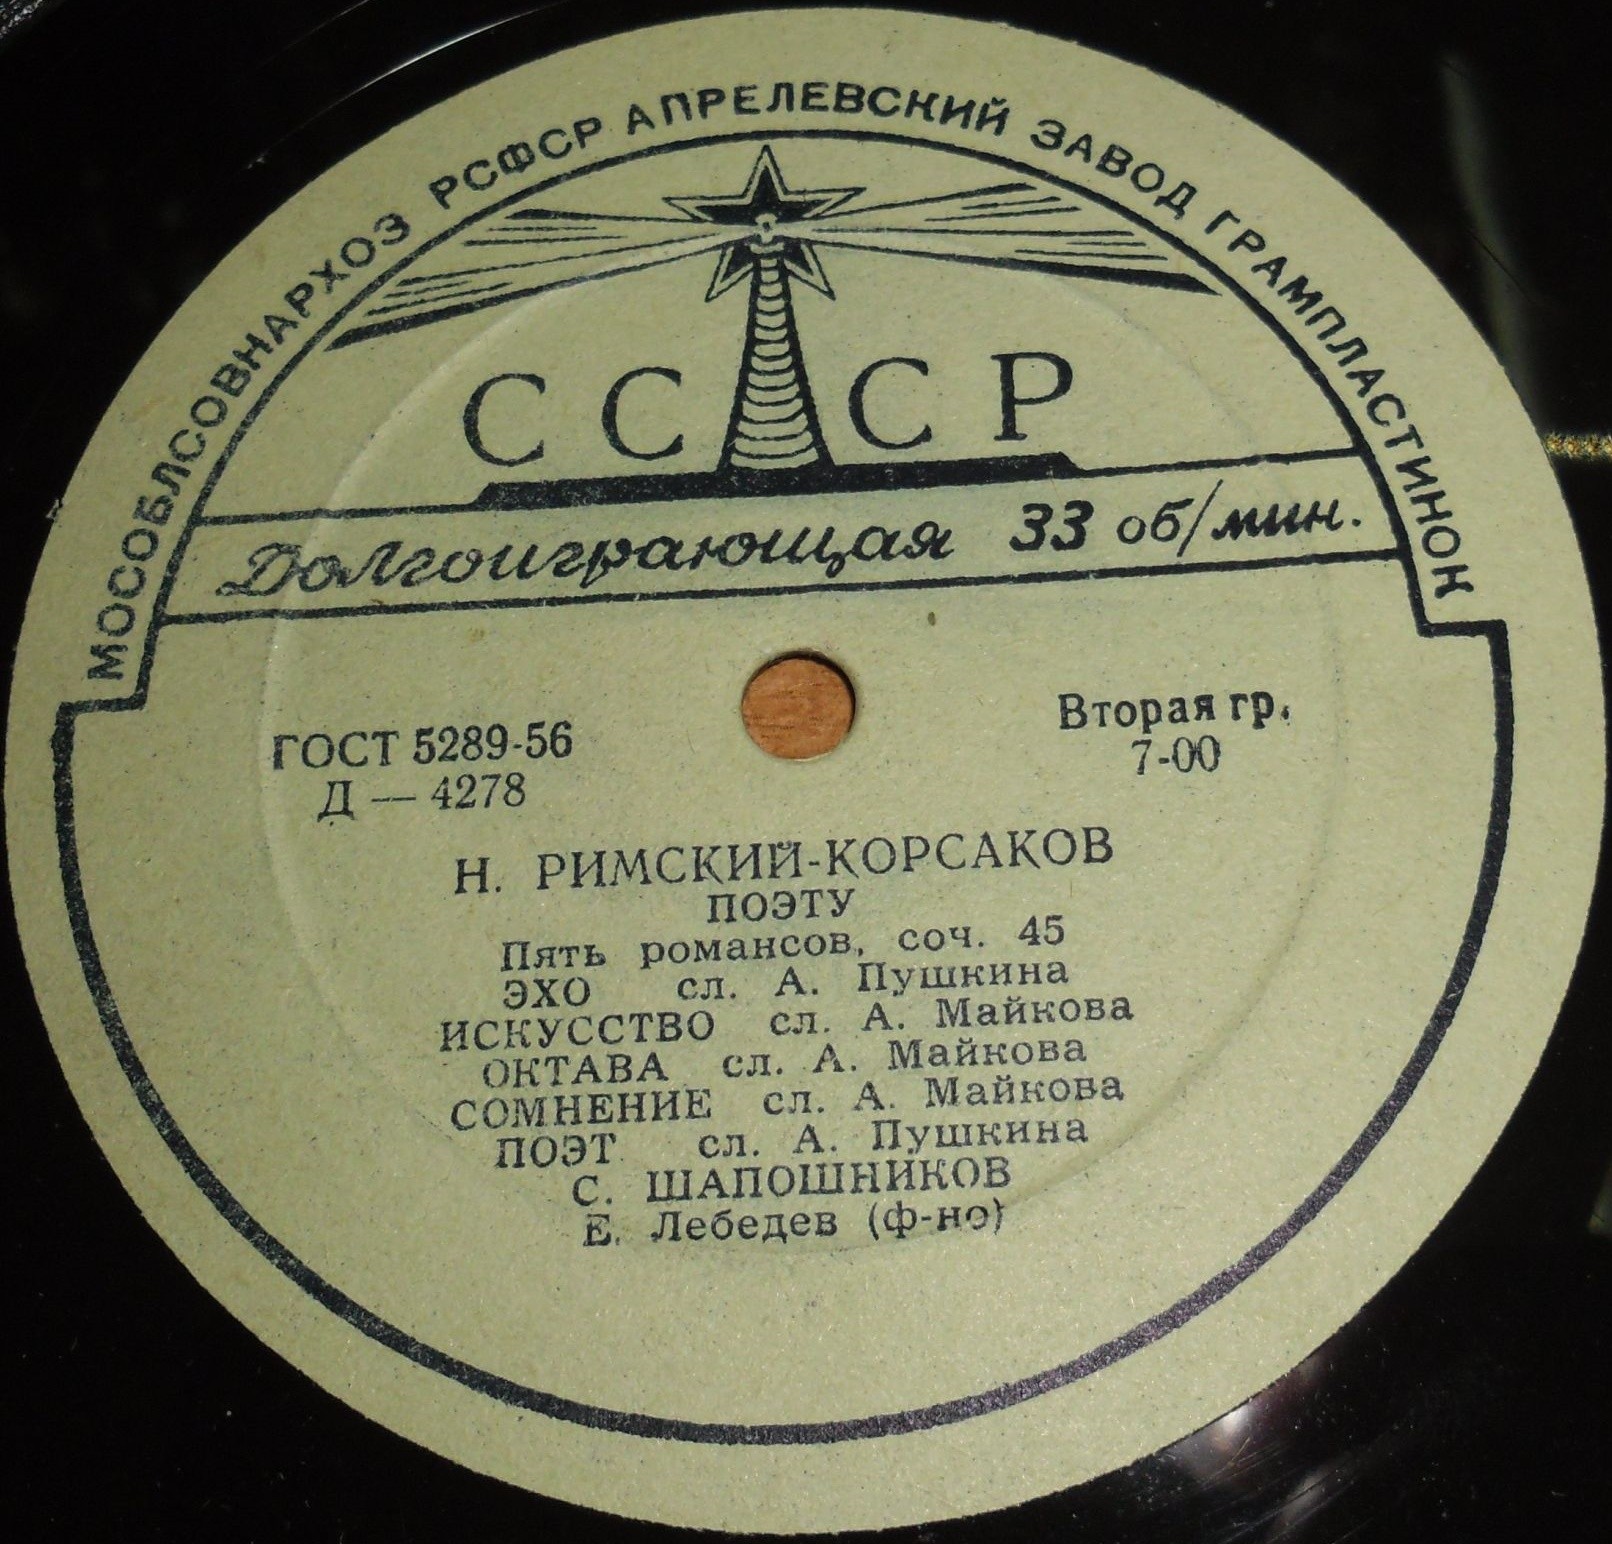 МОСОБЛСОВНАРХОЗ РСФСР АПРЕЛЕВСКИЙ ЗАВОД ГРАМПЛАСТИНОК
СССР
Долгоиграющая 33 об/мин.
ГОСТ 5289-56
Д — 4278
Вторая гр.
7-00
Н. РИМСКИЙ-КОРСАКОВ
ПОЭТУ
Пять романсов, соч. 45
ЭХО сл. А. Пушкина
ИСКУССТВО сл. А. Майкова
ОКТАВА сл. А. Майкова
СОМНЕНИЕ сл. А. Майкова
ПОЭТ сл. А. Пушкина
С. ШАПОШНИКОВ
Е. Лебедев (ф-но)